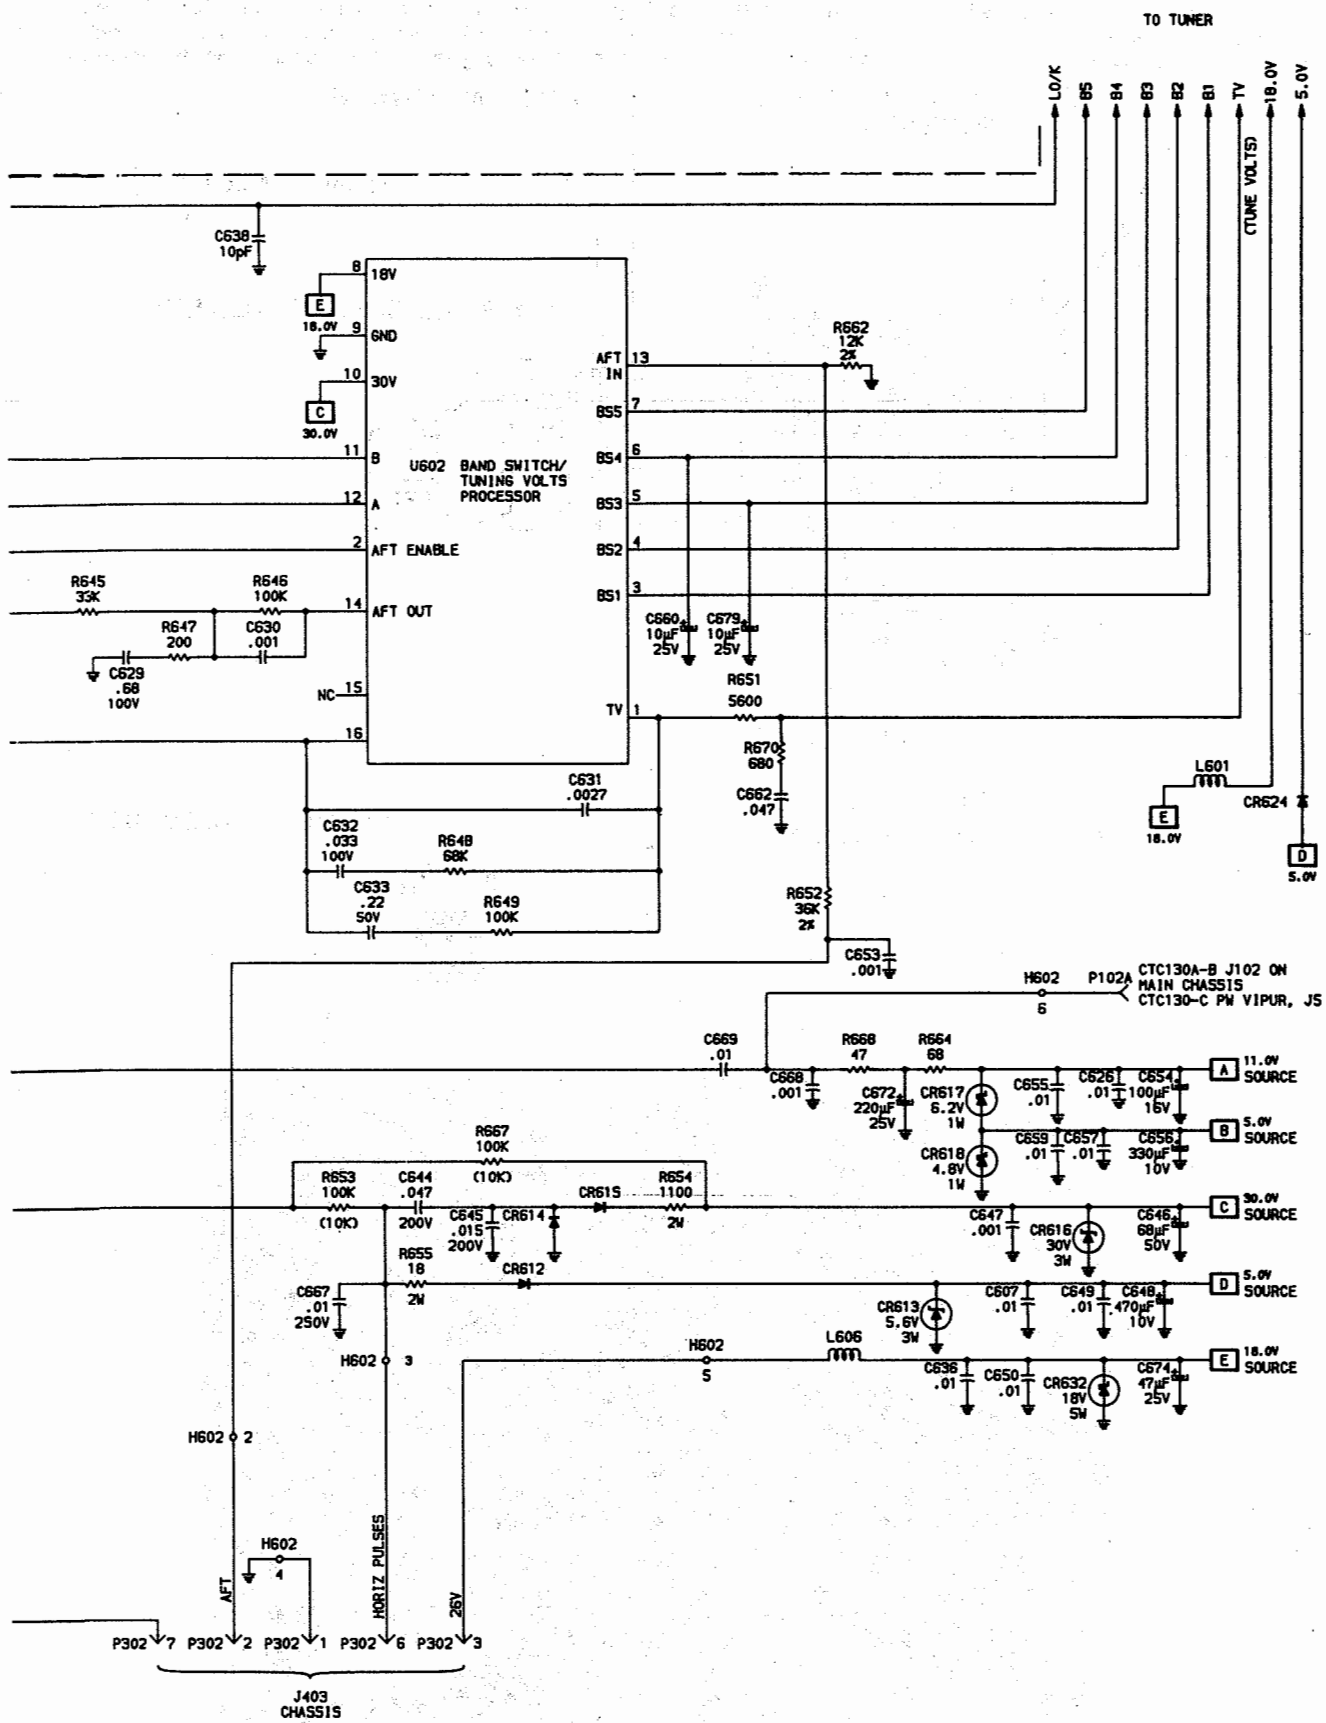 TO TUNER
LO/K
B5
B4
B3
B2
B1
TV
(TUNE VOLTS)
18.0V
5.0V
C638
10pF
8
18V
E
18.0V
9
GND
10
30V
C
30.0V
11
B
12
A
2
AFT ENABLE
14
AFT OUT
NC
15
16
U602 BAND SWITCH/
TUNING VOLTS
PROCESSOR
AFT
IN
13
BS5
7
BS4
6
BS3
5
BS2
4
BS1
3
TV
1
R662
12K
2%
R645
33K
R646
100K
R647
200
C630
.001
C629
.68
100V
C660
10µF
25V
C679
10µF
25V
R651
5600
R670
680
C662
.047
L601
E
18.0V
CR624
D
5.0V
C631
.0027
C632
.033
100V
R648
68K
C633
.22
50V
R649
100K
R652
36K
2%
C653
.001
H602
6
P102A
CTC130A-B J102 ON
MAIN CHASSIS
CTC130-C PW VIPUR, J5
C669
.01
C668
.001
R668
47
R664
68
C672
220µF
25V
CR617
6.2V
1W
C655
.01
C626
.01
C654
100µF
16V
A
11.0V
SOURCE
CR618
4.8V
1W
C659
.01
C657
.01
C656
330µF
10V
B
5.0V
SOURCE
R667
100K
(10K)
R653
100K
(10K)
C644
.047
200V
C645
.015
200V
CR614
CR615
R654
1100
2W
C647
.001
CR616
30V
3W
C646
68µF
50V
C
30.0V
SOURCE
C667
.01
250V
R655
18
2W
CR612
CR613
5.6V
3W
C607
.01
C649
.01
C648
.470µF
10V
D
5.0V
SOURCE
H602
3
H602
5
L606
C636
.01
C650
.01
CR632
18V
5W
C674
47µF
25V
E
18.0V
SOURCE
H602
2
H602
4
AFT
HORIZ PULSES
26V
P302
7
P302
2
P302
1
P302
6
P302
3
J403
CHASSIS